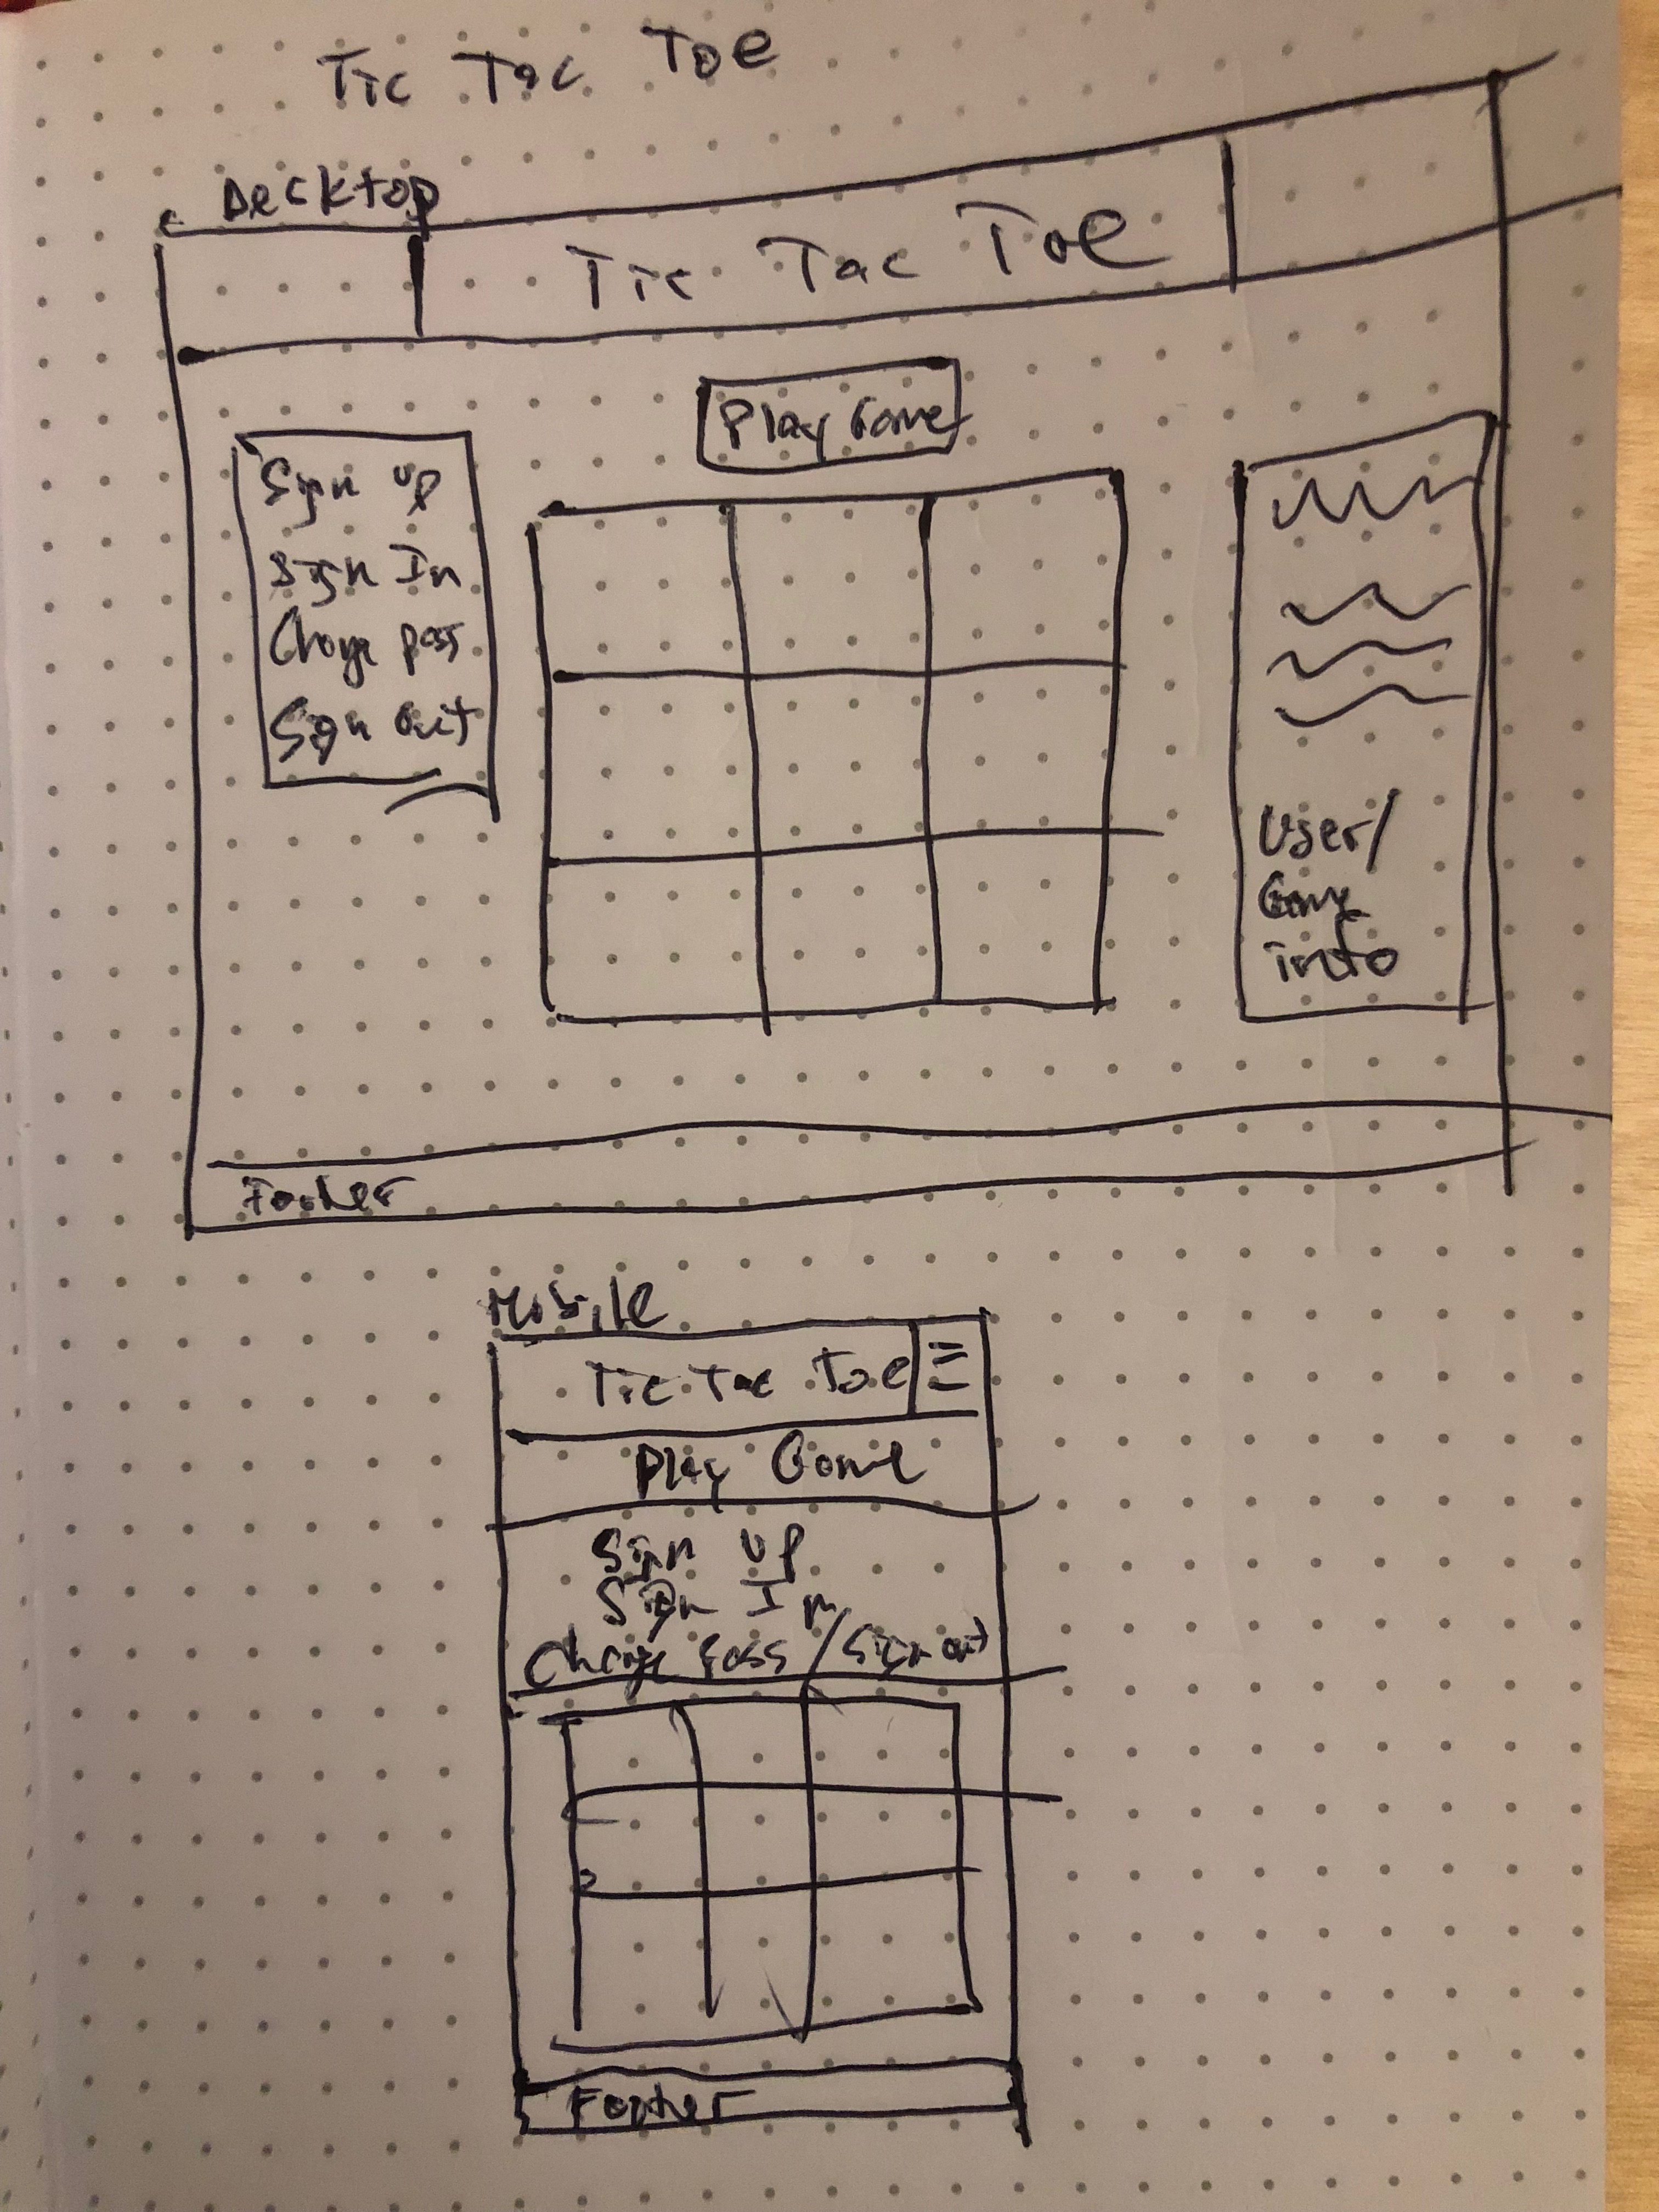 Tic Tac Toe
Decktop
Tic Tac Toe
Play Game
Sign up
Sign In
Change pass
Sign out
User/
Game
info
Footer
Mobile
Tic Tac Toe
Play Game
Sign up
Sign In
Change Pass / Sign out
Footer